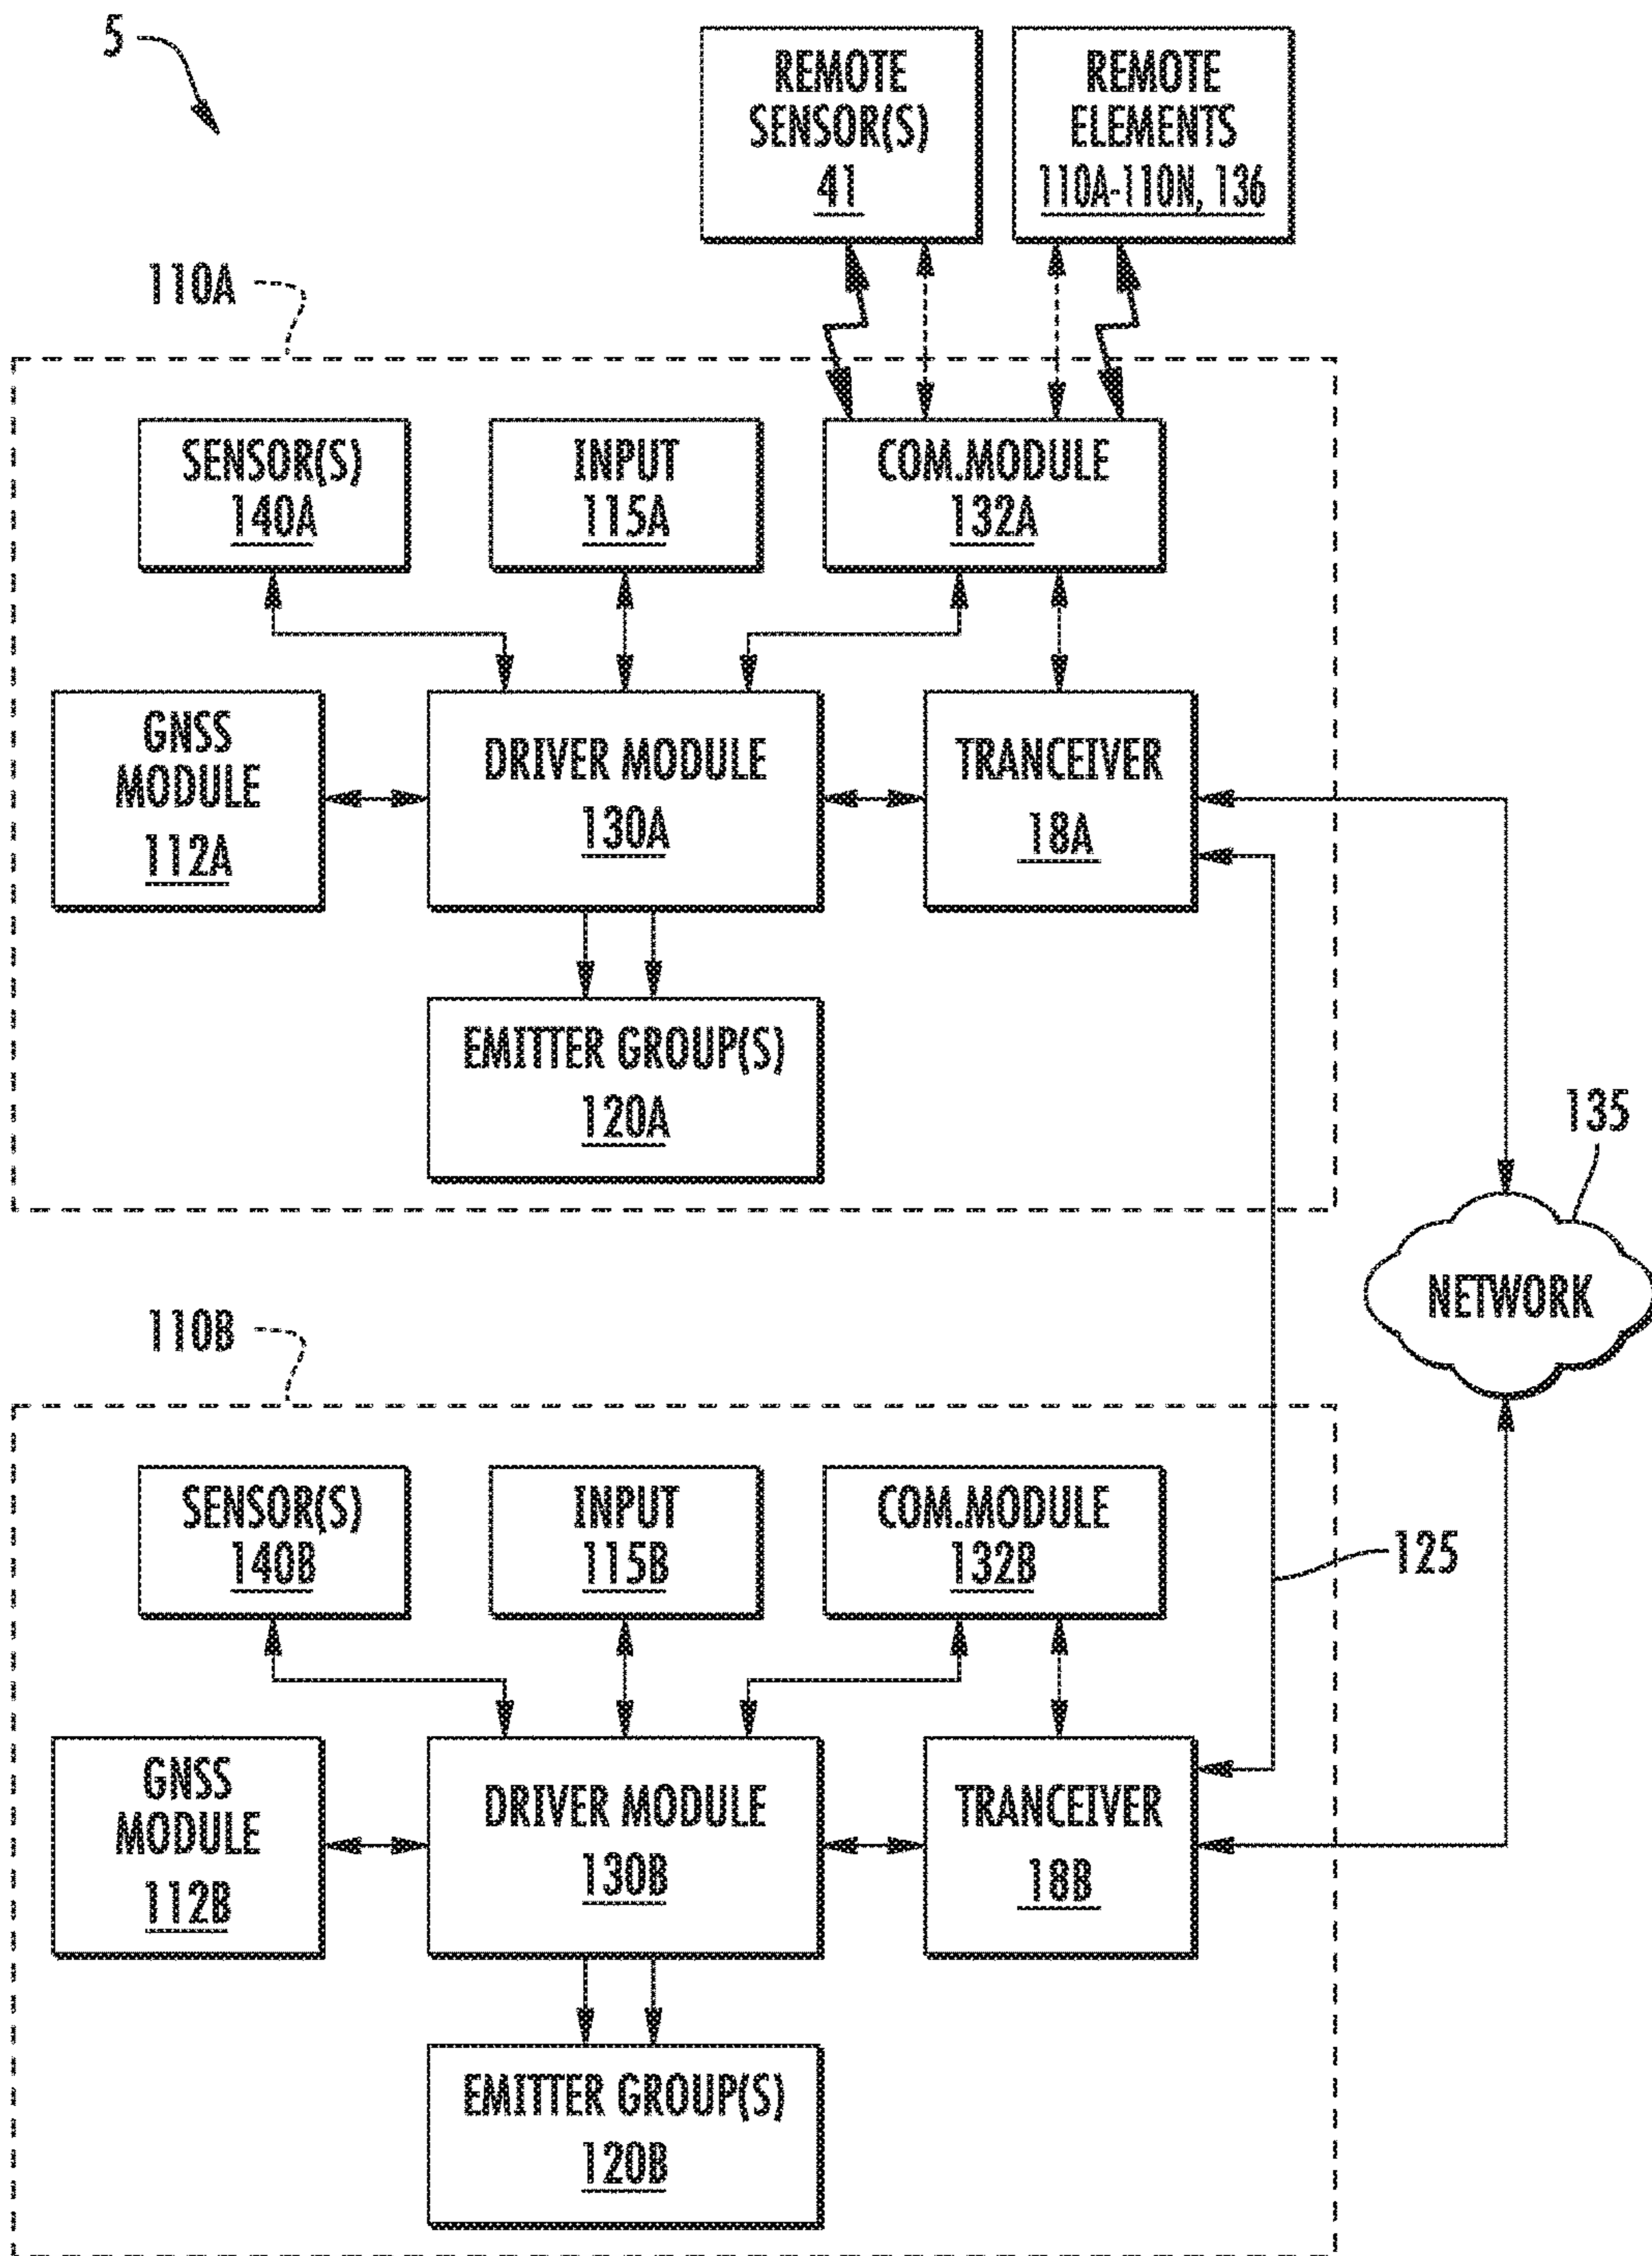 5
REMOTE
SENSOR(S)
41
REMOTE
ELEMENTS
110A-110N, 136
110A
SENSOR(S)
140A
INPUT
115A
COM.MODULE
132A
GNSS
MODULE
112A
DRIVER MODULE
130A
TRANCEIVER
18A
EMITTER GROUP(S)
120A
135
NETWORK
110B
SENSOR(S)
140B
INPUT
115B
COM.MODULE
132B
125
GNSS
MODULE
112B
DRIVER MODULE
130B
TRANCEIVER
18B
EMITTER GROUP(S)
120B